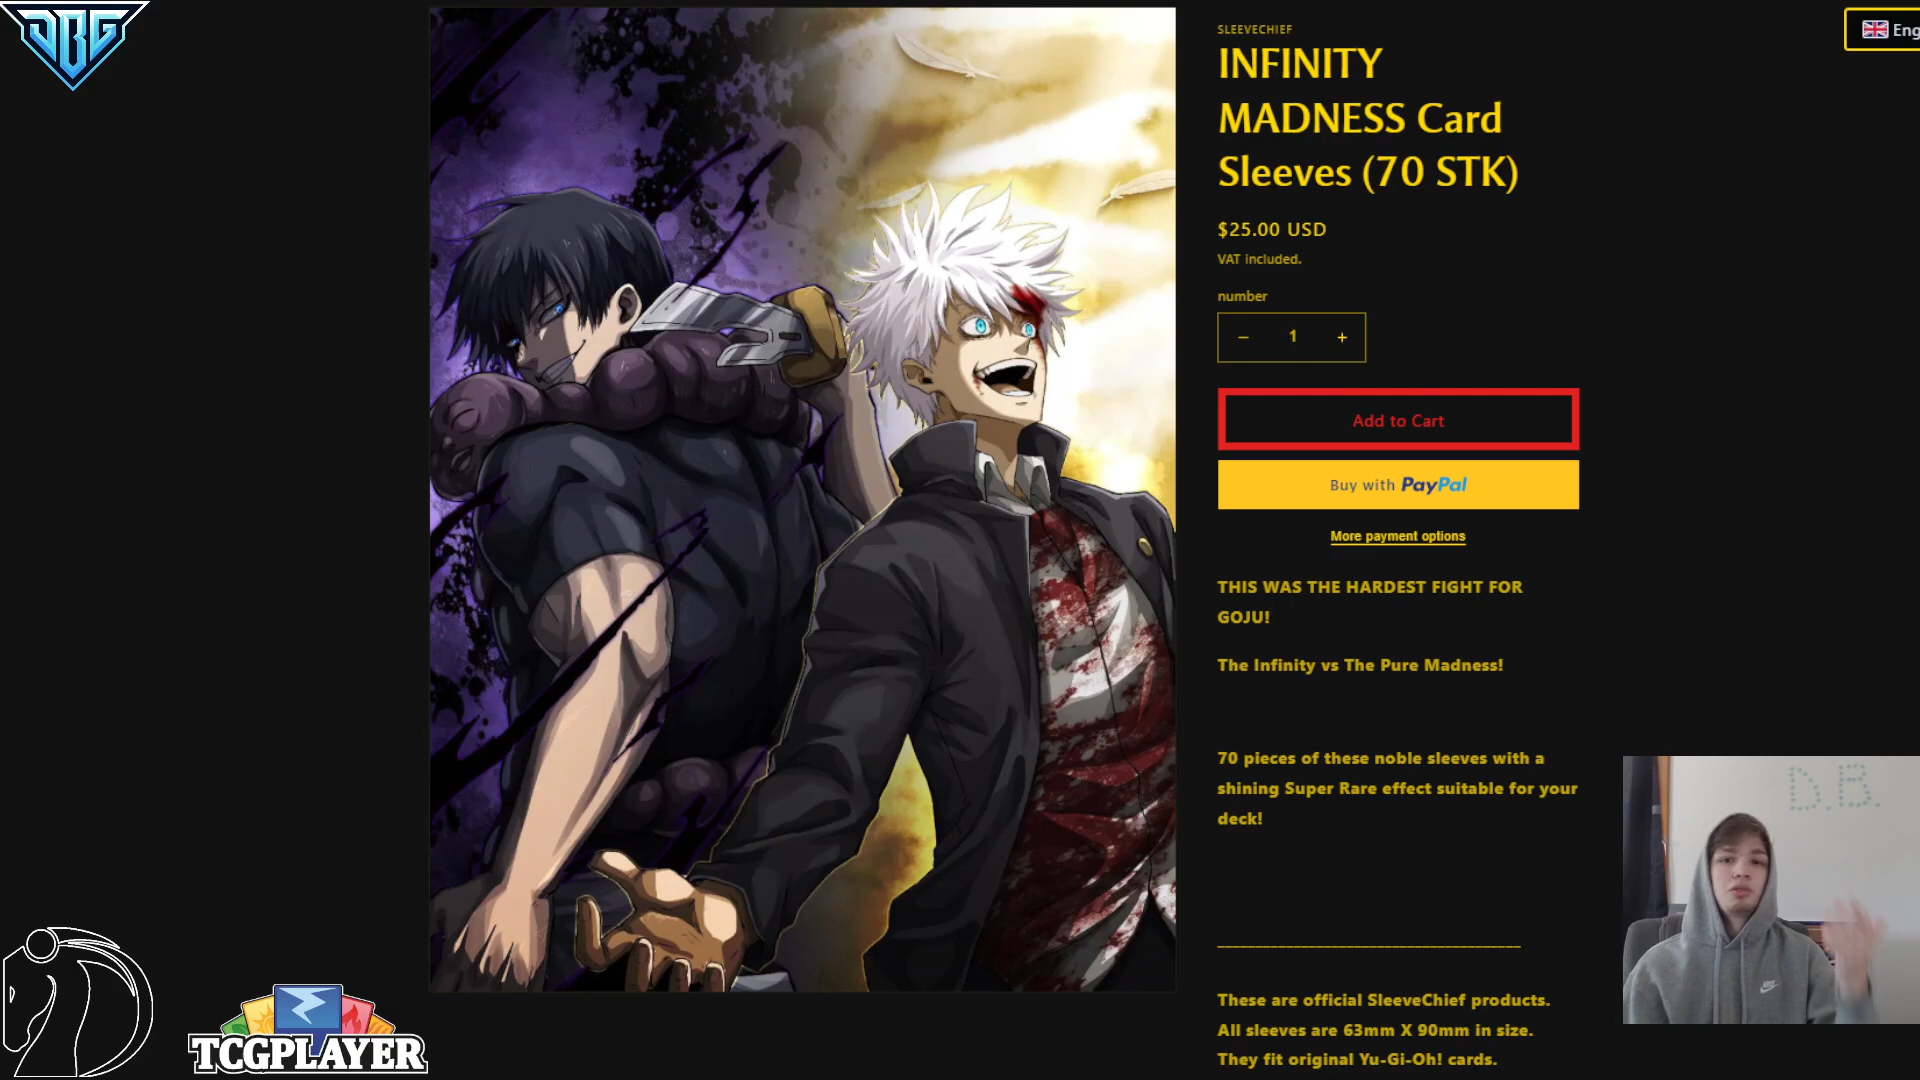 DBG
SLEEVECHIEF
INFINITY
MADNESS Card
Sleeves (70 STK)
$25.00 USD
VAT included.
number
− 1 +
Add to Cart
Buy with PayPal
More payment options
THIS WAS THE HARDEST FIGHT FOR
GOJU!
The Infinity vs The Pure Madness!
70 pieces of these noble sleeves with a
shining Super Rare effect suitable for your
deck!
These are official SleeveChief products.
All sleeves are 63mm X 90mm in size.
They fit original Yu-Gi-Oh! cards.
Eng
D.B.
TCGPLAYER